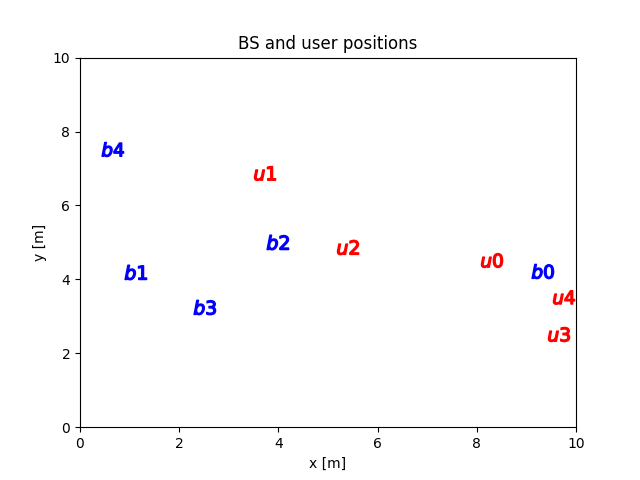 BS and user positions
10
8
6
4
2
0
y [m]
b4
u1
b2
u2
u0
b0
b1
u4
b3
u3
0 2 4 6 8 10
x [m]